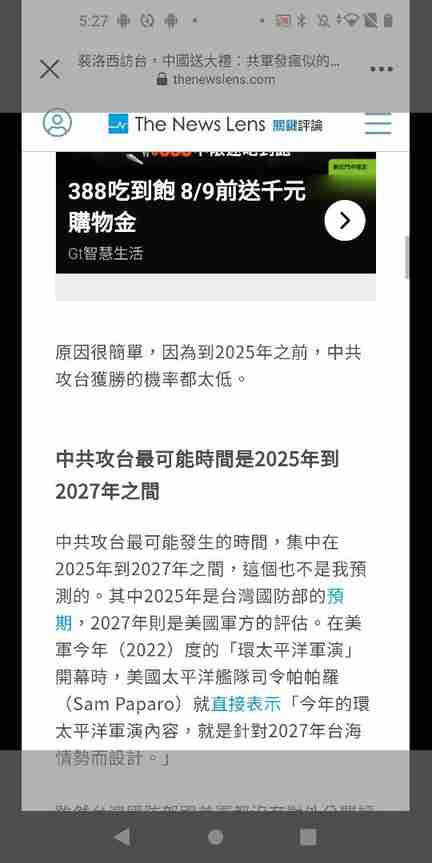 5:27
裴洛西訪台,中國送大禮:共軍發瘋似的...
thenewslens.com
The News Lens 關鍵評論
388吃到飽 8/9前送千元
購物金
Gt智慧生活
原因很簡單,因為到2025年之前,中共
攻台獲勝的機率都太低。
中共攻台最可能時間是2025年到
2027年之間
中共攻台最可能發生的時間,集中在
2025年到2027年之間,這個也不是我預
測的。其中2025年是台灣國防部的預
期,2027年則是美國軍方的評估。在美
軍今年(2022)度的「環太平洋軍演」
開幕時,美國太平洋艦隊司令帕帕羅
(Sam Paparo)就直接表示「今年的環
太平洋軍演內容,就是針對2027年台海
情勢而設計。」